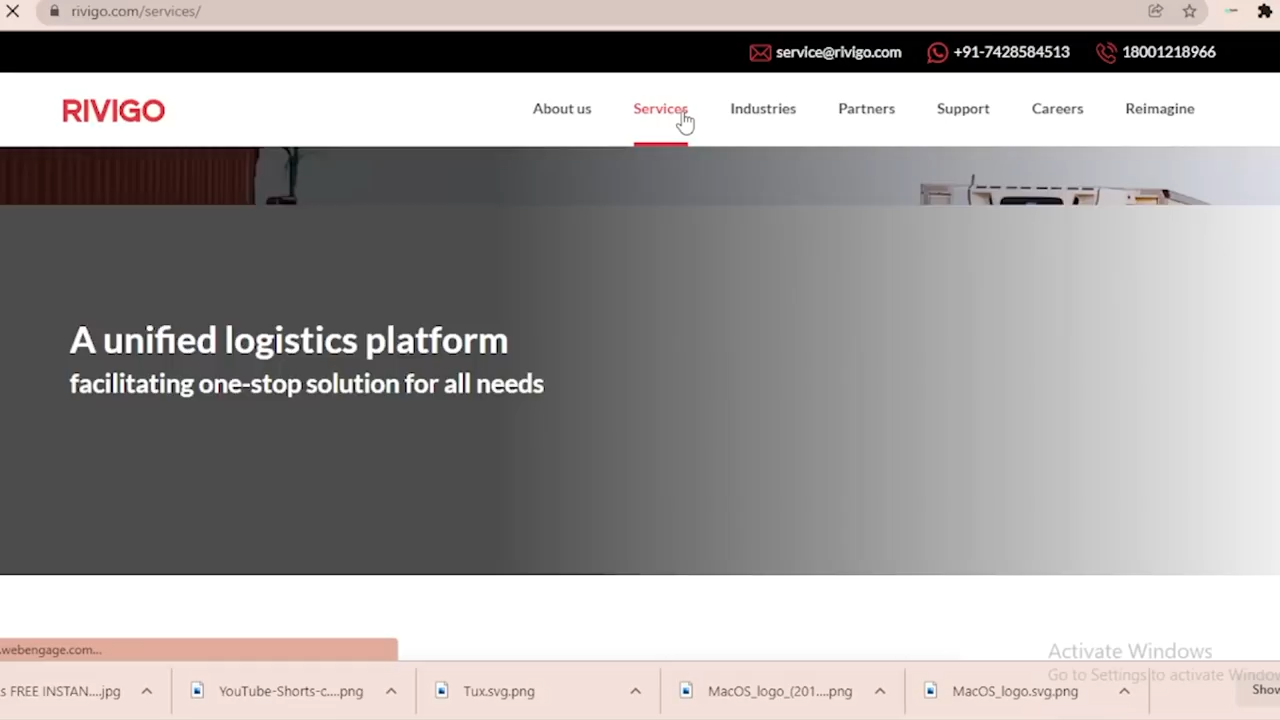 rivigo.com/services/
service@rivigo.com +91-7428584513 18001218966
RIVIGO About us Services Industries Partners Support Careers Reimagine
A unified logistics platform
facilitating one-stop solution for all needs
.webengage.com...
Activate Windows
Go to Settings to activate Window
s FREE INSTAN....jpg YouTube-Shorts-c....png Tux.svg.png MacOS_logo_(201....png MacOS_logo.svg.png Show